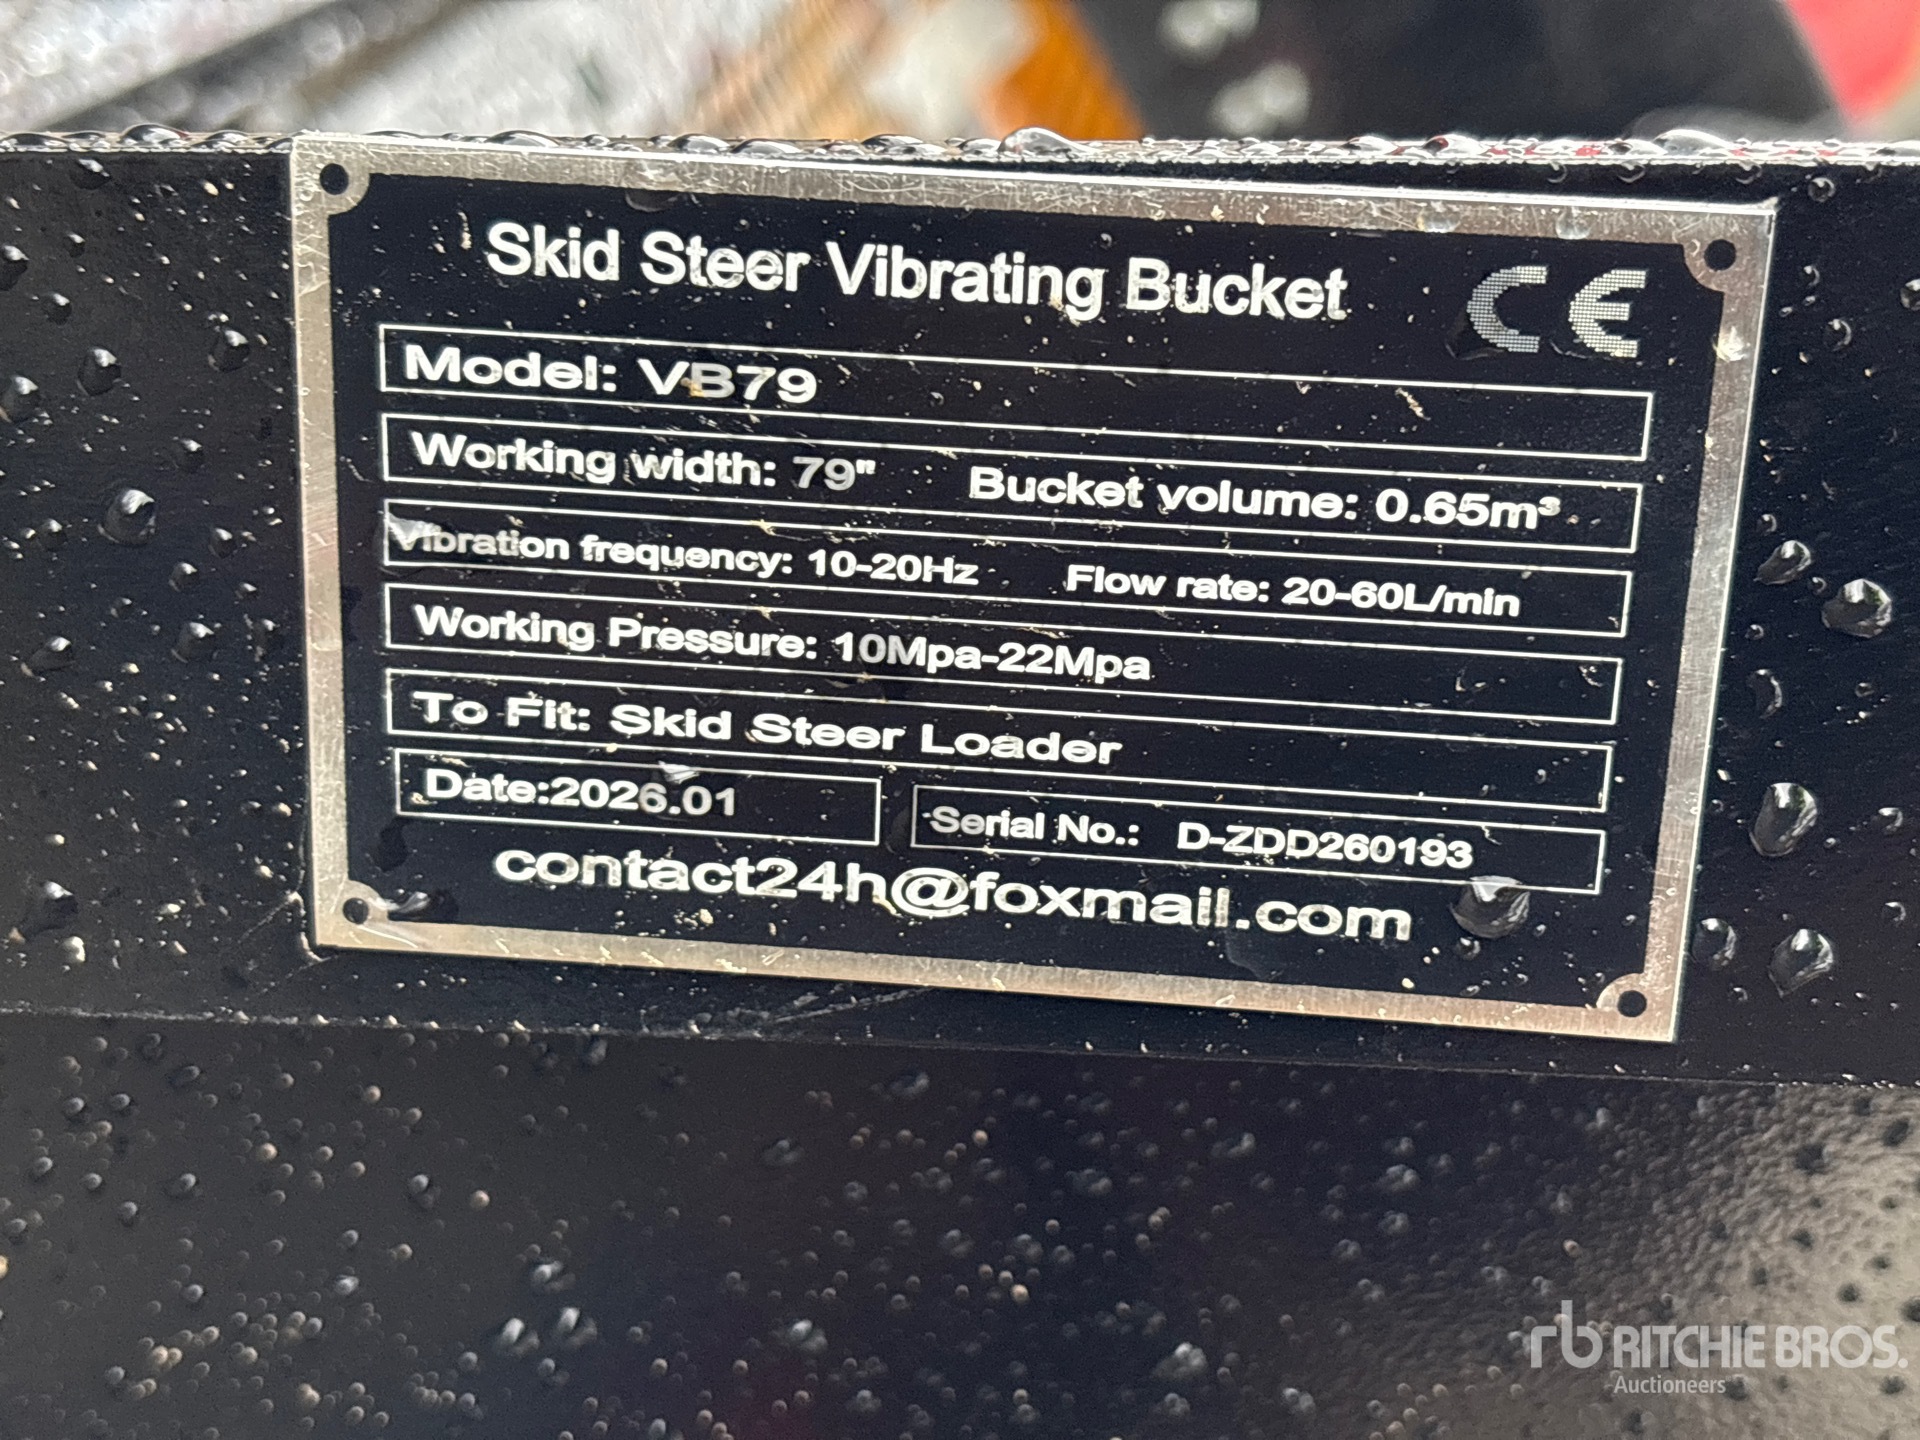 Skid Steer Vibrating Bucket CE
Model: VB79
Working width: 79" Bucket volume: 0.65m³
Vibration frequency: 10-20Hz Flow rate: 20-60L/min
Working Pressure: 10Mpa-22Mpa
To Fit: Skid Steer Loader
Date:2026.01 Serial No.: D-ZDD260193
contact24h@foxmail.com
rb RITCHIE BROS.
Auctioneers